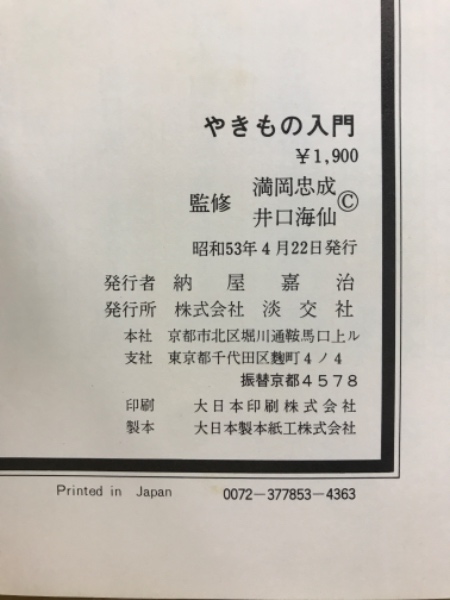 やきもの入門
￥1,900
監修 満岡忠成
井口海仙 ©
昭和53年4月22日発行
発行者 納屋嘉治
発行所 株式会社 淡交社
本社 京都市北区堀川通鞍馬口上ル
支社 東京都千代田区麹町4ノ4
振替京都4578
印刷 大日本印刷株式会社
製本 大日本製本紙工株式会社
Printed in Japan 0072-377853-4363